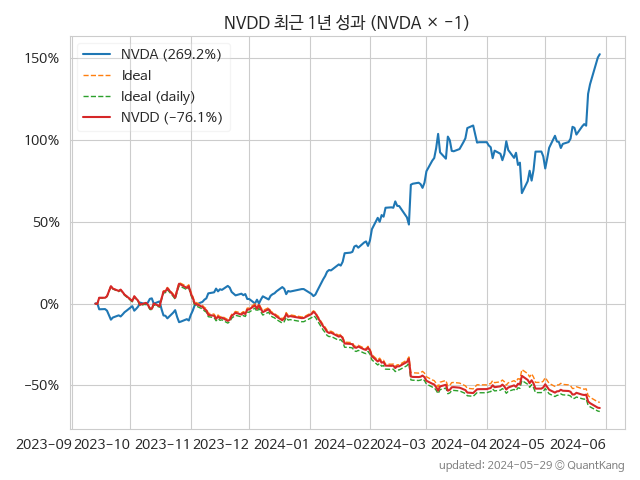 NVDD 최근 1년 성과 (NVDA × −1)
NVDA (269.2%)
Ideal
Ideal (daily)
NVDD (−76.1%)
150%
100%
50%
0%
−50%
2023-09 2023-10 2023-11 2023-12 2024-01 2024-02 2024-03 2024-04 2024-05 2024-06
updated: 2024-05-29 © QuantKang